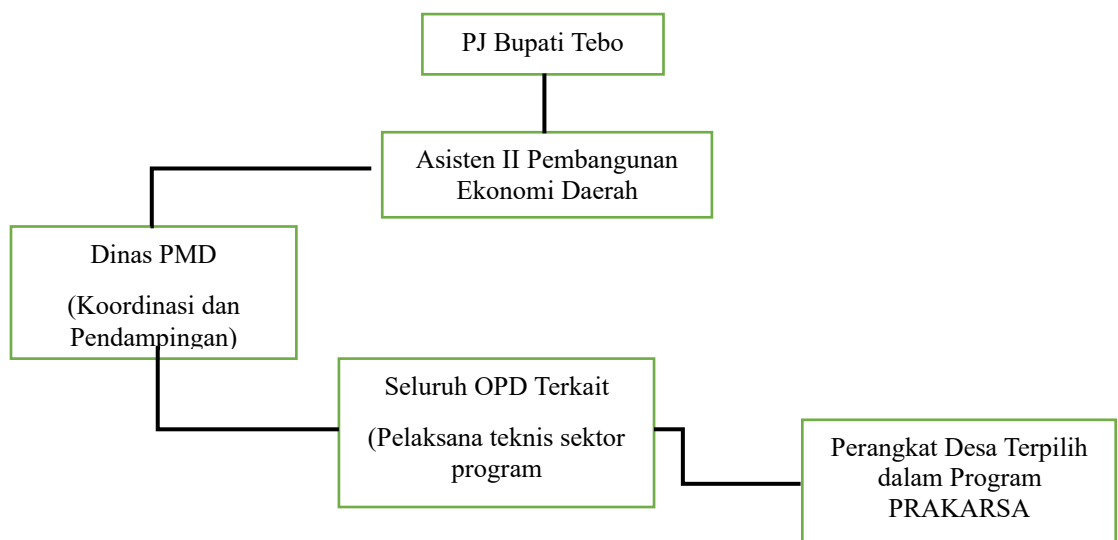 PJ Bupati Tebo
Asisten II Pembangunan
Ekonomi Daerah
Dinas PMD
(Koordinasi dan
Pendampingan)
Seluruh OPD Terkait
(Pelaksana teknis sektor
program
Perangkat Desa Terpilih
dalam Program
PRAKARSA